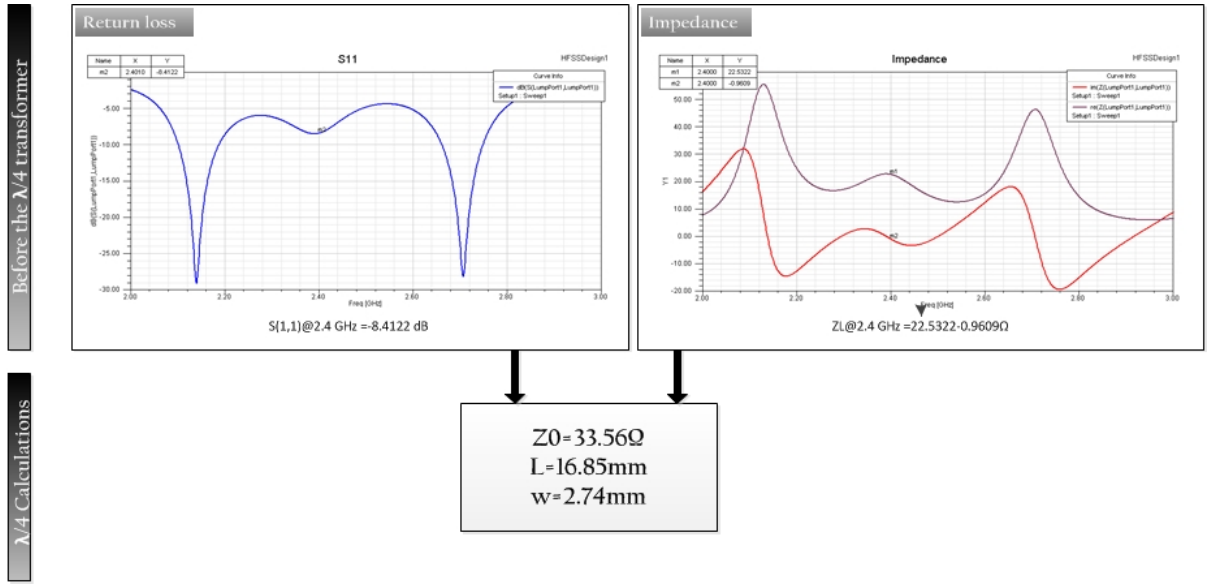 Before the λ/4 transformer
Return loss
S11
HFSSDesign1
Name X Y
m2 2.4010 -8.4122
Curve Info
dB(S(LumpPort1,LumpPort1))
Setup1 : Sweep1
dB(S(LumpPort1,LumpPort1))
-5.00
-10.00
-15.00
-20.00
-25.00
-30.00
2.00 2.20 2.40 2.60 2.80 3.00
Freq [GHz]
S(1,1)@2.4 GHz =-8.4122 dB
Impedance
Impedance
HFSSDesign1
Name X Y
m1 2.4000 22.5322
m2 2.4000 -0.9609
Curve Info
im(Z(LumpPort1,LumpPort1))
Setup1 : Sweep1
re(Z(LumpPort1,LumpPort1))
Setup1 : Sweep1
Y1
50.00
40.00
30.00
20.00
10.00
0.00
-10.00
-20.00
m1
m2
2.00 2.20 2.40 2.60 2.80 3.00
Freq [GHz]
ZL@2.4 GHz =22.5322-0.9609Ω
λ/4 Calculations
Z0=33.56Ω
L=16.85mm
w=2.74mm